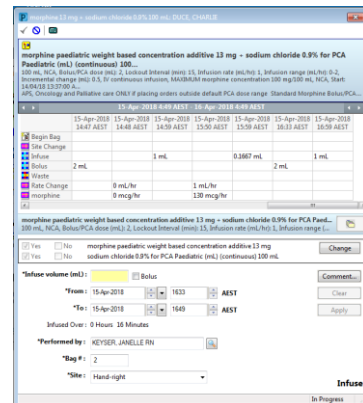 morphine 13 mg + sodium chloride 0.9% 100 mL: DUCE, CHARLIE
morphine paediatric weight based concentration additive 13 mg + sodium chloride 0.9% for PCA
Paediatric (mL) (continuous) 100...
100 mL, NCA, Bolus/PCA dose (mL): 2, Lockout Interval (min): 15, Infusion rate (mL/hr): 1, Infusion range (mL/hr): 0-2,
Incremental change (mL): 0.5, IV continuous infusion, MAXIMUM morphine concentration 100 mg/100 mL, NCA, Start:
14/04/18 13:37:00 A...
APS, Oncology and Palliative care ONLY if placing orders outside default PCA dose range Standard Morphine Bolus/PCA...
15-Apr-2018 4:49 AEST - 16-Apr-2018 4:49 AEST
15-Apr-2018 15-Apr-2018 15-Apr-2018 15-Apr-2018 15-Apr-2018 15-Apr-2018 15-Apr-2018
14:47 AEST 14:48 AEST 14:59 AEST 15:50 AEST 15:59 AEST 16:33 AEST 16:59 AEST
Begin Bag
Site Change
Infuse 1 mL 0.1667 mL 1 mL
Bolus 2 mL 2 mL
Waste
Rate Change 0 mL/hr 1 mL/hr
morphine 0 mcg/hr 130 mcg/hr
morphine paediatric weight based concentration additive 13 mg + sodium chloride 0.9% for PCA Paed...
100 mL, NCA, Bolus/PCA dose (mL): 2, Lockout Interval (min): 15, Infusion rate (mL/hr): 1, Infusion range (...
Yes No morphine paediatric weight based concentration additive 13 mg Change
Yes No sodium chloride 0.9% for PCA Paediatric (mL) (continuous) 100 mL
*Infuse volume (mL): Bolus Comment...
*From: 15-Apr-2018 1633 AEST Clear
*To: 15-Apr-2018 1649 AEST Apply
Infused Over: 0 Hours 16 Minutes
*Performed by: KEYSER, JANELLE RN
*Bag #: 2
*Site: Hand-right
Infuse
In Progress